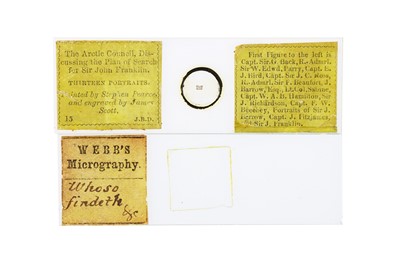 The Arctic Council, Dis-
cussing the Plan of Search
for Sir John Franklin.
THIRTEEN PORTRAITS.
Painted by Stephen Pearce
and engraved by James
Scott.
15 J.B.D.
First Figure to the left is
Capt. Sir G. Back, R. Adml.
Sir W. Edwd. Parry, Capt. E.
J. Bird, Capt. Sir J. C. Ross,
R. Adml. Sir F. Beaufort, J.
Barrow, Esq. Lt. Col. Sabine,
Capt. W. A. B. Hamilton, Sir
J. Richardson, Capt. F. W.
Beechey, Portraits of Sir J.
Barrow, Capt. J. Fitzjames,
Sir J. Franklin.
WEBB'S
Micrography.
Whoso
findeth
&c